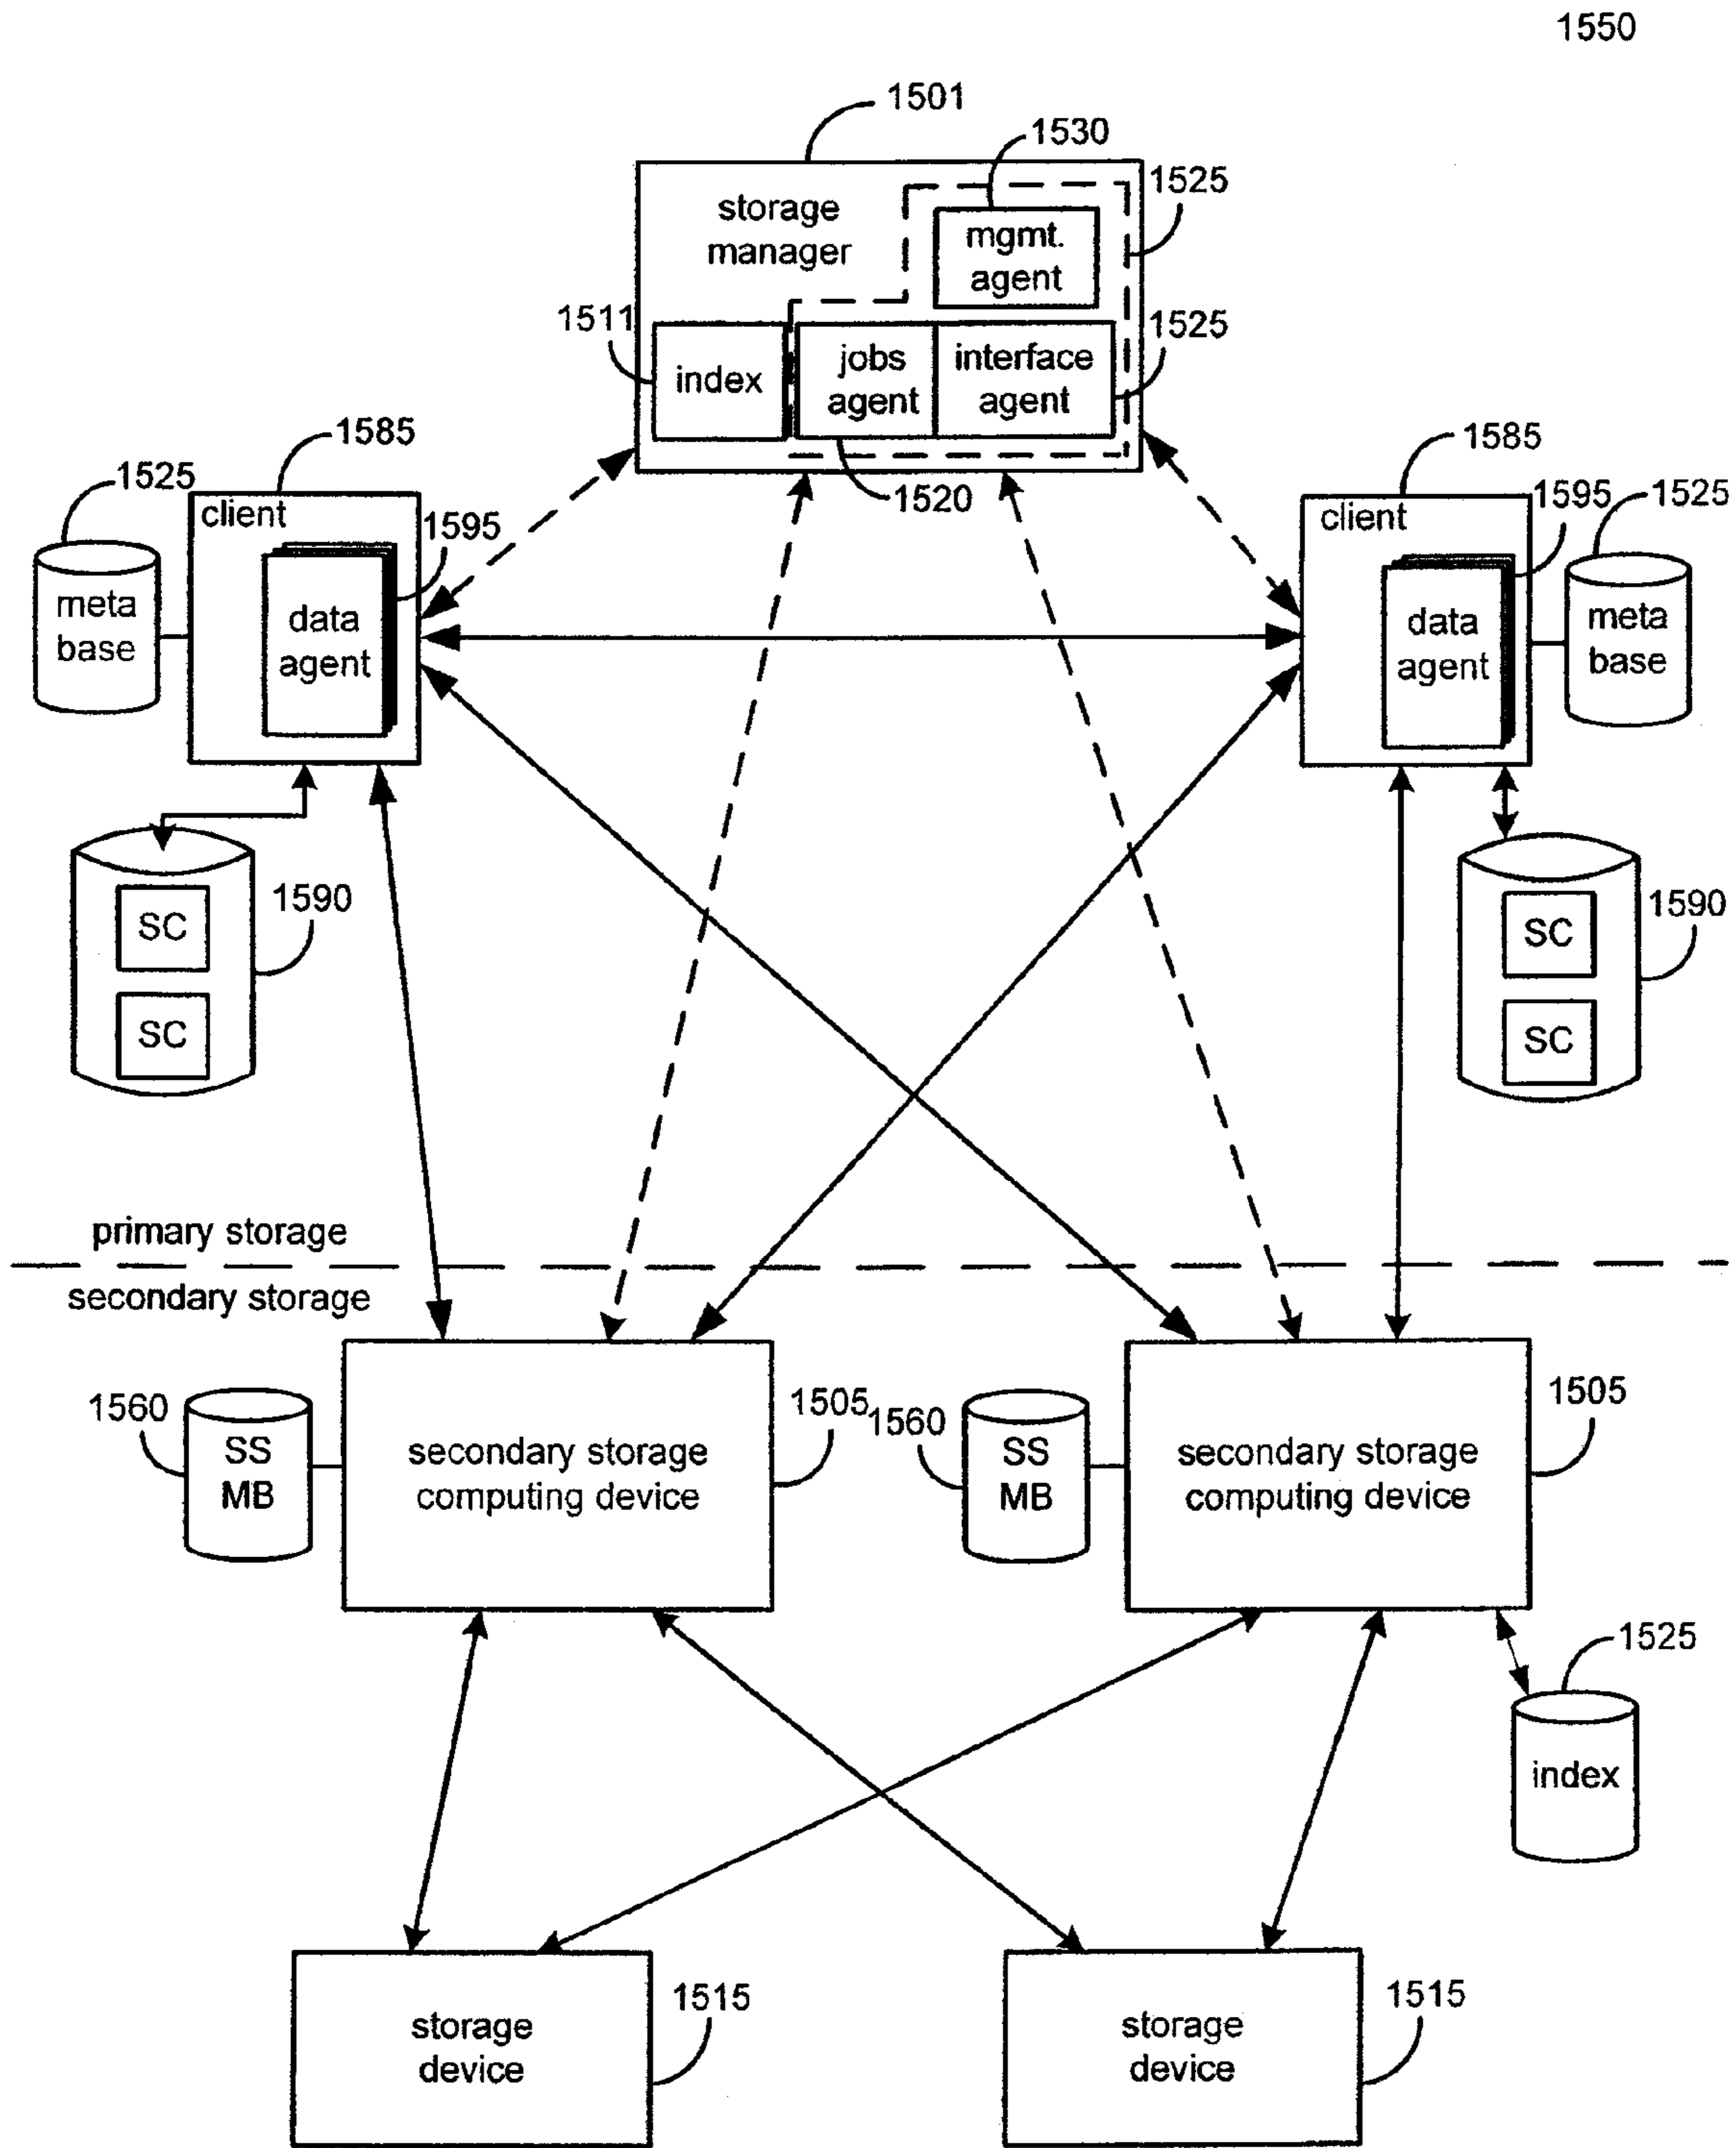 1550
1501
1530
1525
storage
manager
mgmt.
agent
1511
1525
index
jobs
agent
interface
agent
1520
1585
1525
client
1595
meta
base
data
agent
1585
client
1595
1525
data
agent
meta
base
1590
SC
SC
1590
SC
SC
primary storage
secondary storage
1560
SS
MB
secondary storage
computing device
1505
1560
SS
MB
secondary storage
computing device
1505
1525
index
storage
device
1515
storage
device
1515